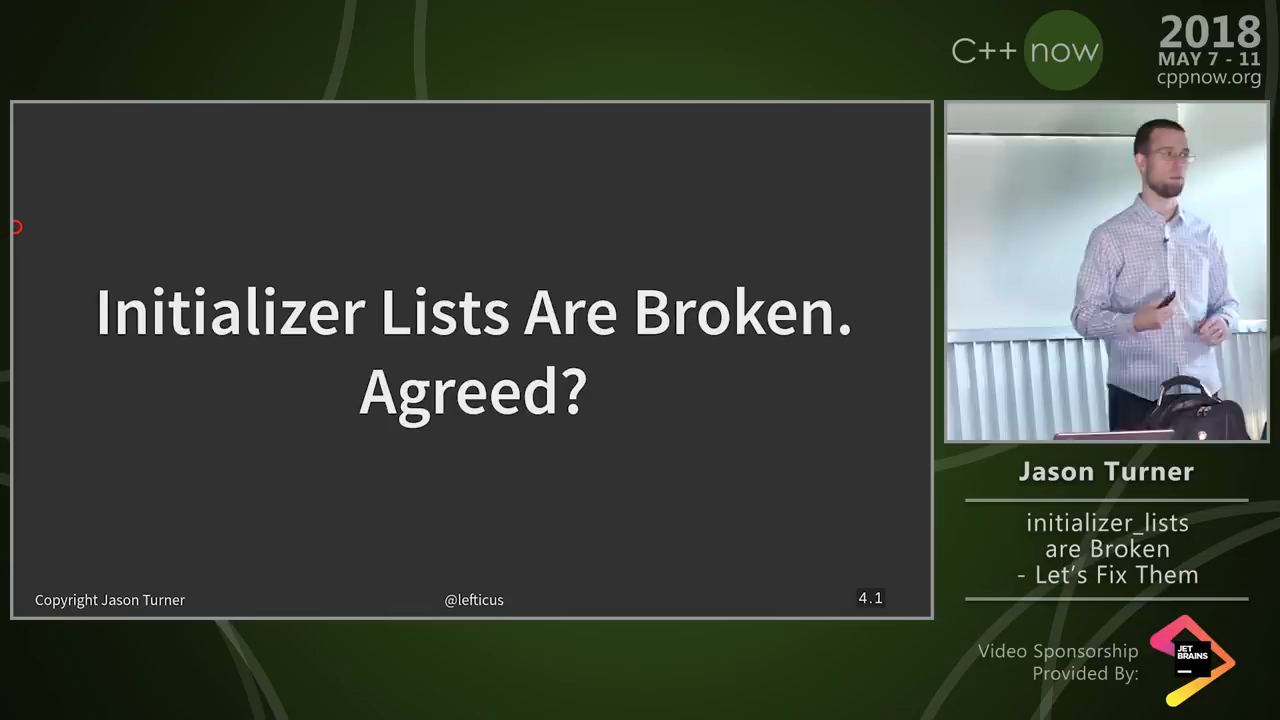 C++ now
2018
MAY 7 - 11
cppnow.org
Initializer Lists Are Broken.
Agreed?
Copyright Jason Turner
@lefticus
4.1
Jason Turner
initializer_lists
are Broken
- Let's Fix Them
Video Sponsorship
Provided By:
JET
BRAINS